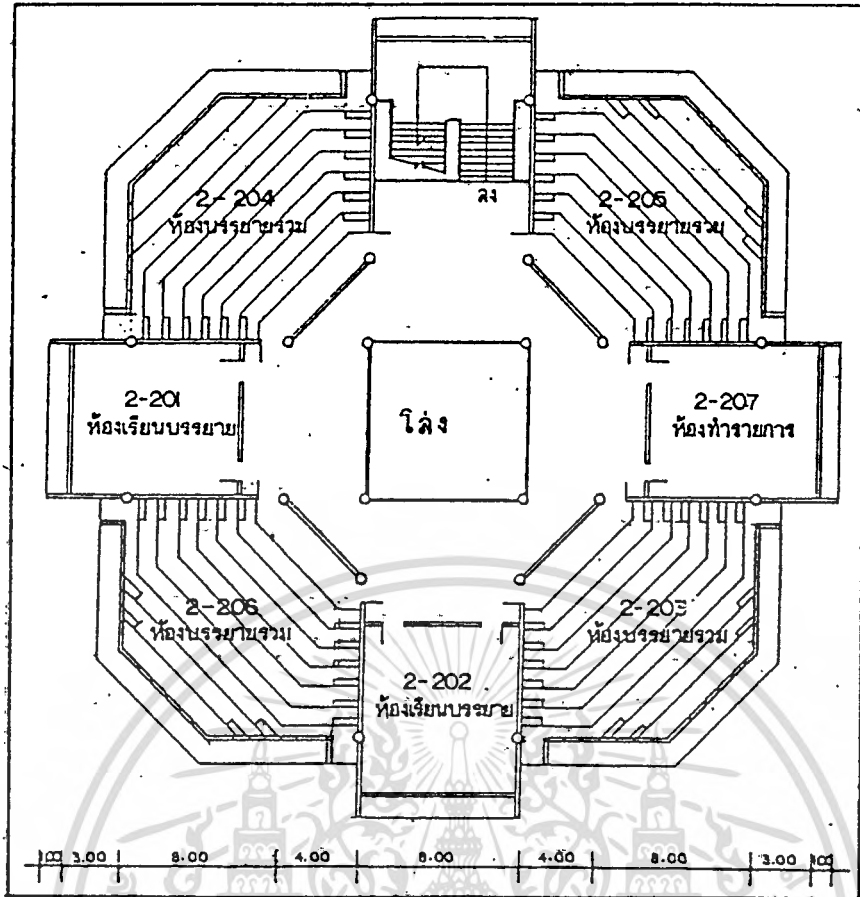 ลง
2-204
ห้องบรรยายรวม
2-205
ห้องบรรยายรวม
2-201
ห้องเรียนบรรยาย
โล่ง
2-207
ห้องทำรายการ
2-206
ห้องบรรยายรวม
2-203
ห้องบรรยายรวม
2-202
ห้องเรียนบรรยาย
3.00 8.00 4.00 8.00 4.00 8.00 3.00